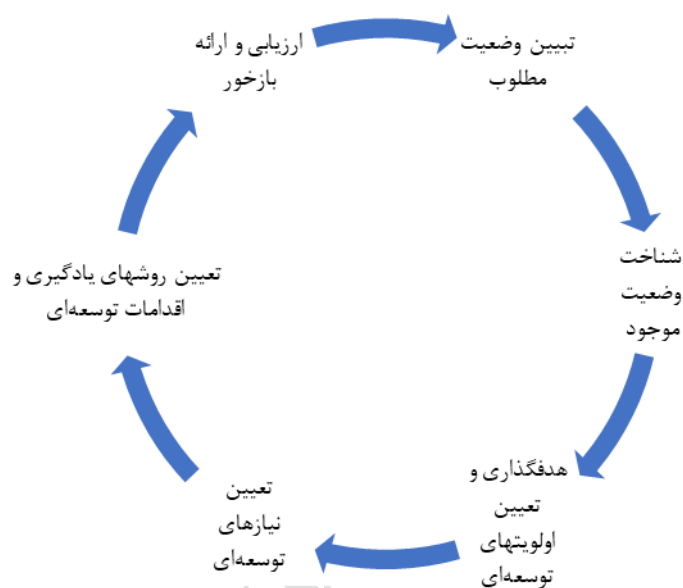 تبیین وضعیت
مطلوب
شناخت
وضعیت
موجود
هدفگذاری و
تعیین
اولویتهای
توسعه‌ای
تعیین
نیازهای
توسعه‌ای
تعیین روشهای یادگیری و
اقدامات توسعه‌ای
ارزیابی و ارائه
بازخور